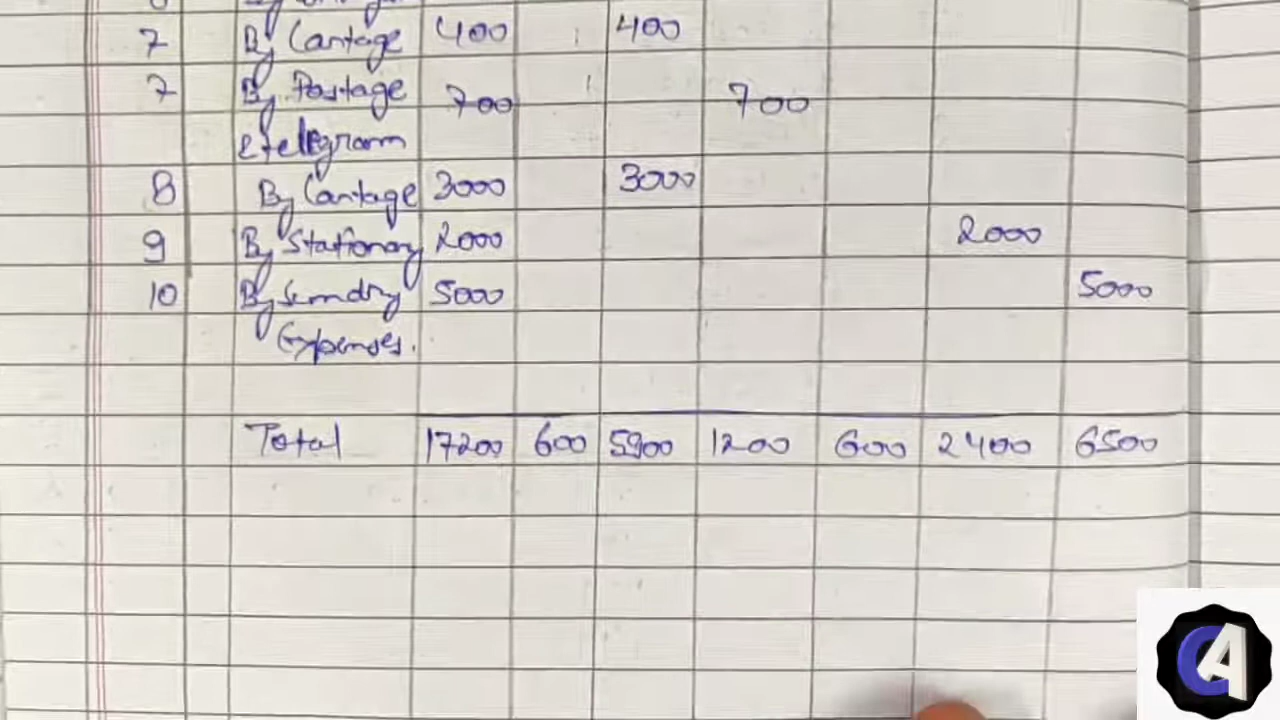 7 By Cartage 400 400
7 By Postage 700 700
& telegram
8 By Cartage 3000 3000
9 By Stationary 2000 2000
10 By Sundry 5000 5000
Expenses.
Total 17200 600 5900 1200 600 2400 6500
CA